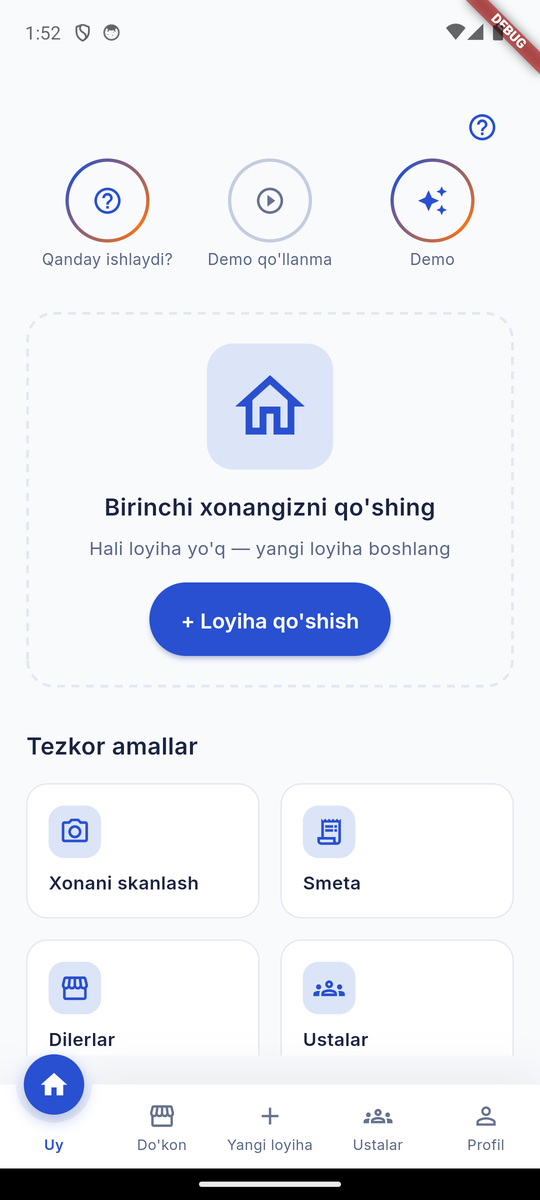 1:52
DEBUG
Qanday ishlaydi?
Demo qo'llanma
Demo
Birinchi xonangizni qo'shing
Hali loyiha yo'q — yangi loyiha boshlang
+ Loyiha qo'shish
Tezkor amallar
Xonani skanlash
Smeta
Dilerlar
Ustalar
Uy
Do'kon
Yangi loyiha
Ustalar
Profil